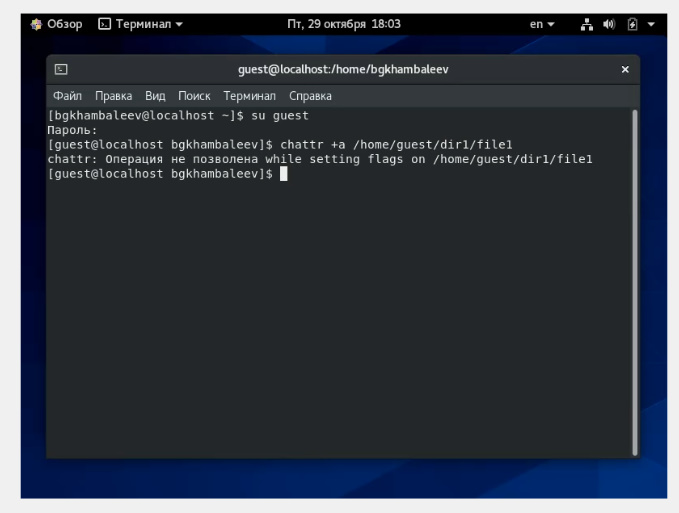 Обзор Терминал Пт, 29 октября 18:03 en
guest@localhost:/home/bgkhambaleev ×
Файл Правка Вид Поиск Терминал Справка
[bgkhambaleev@localhost ~]$ su guest
Пароль:
[guest@localhost bgkhambaleev]$ chattr +a /home/guest/dir1/file1
chattr: Операция не позволена while setting flags on /home/guest/dir1/file1
[guest@localhost bgkhambaleev]$